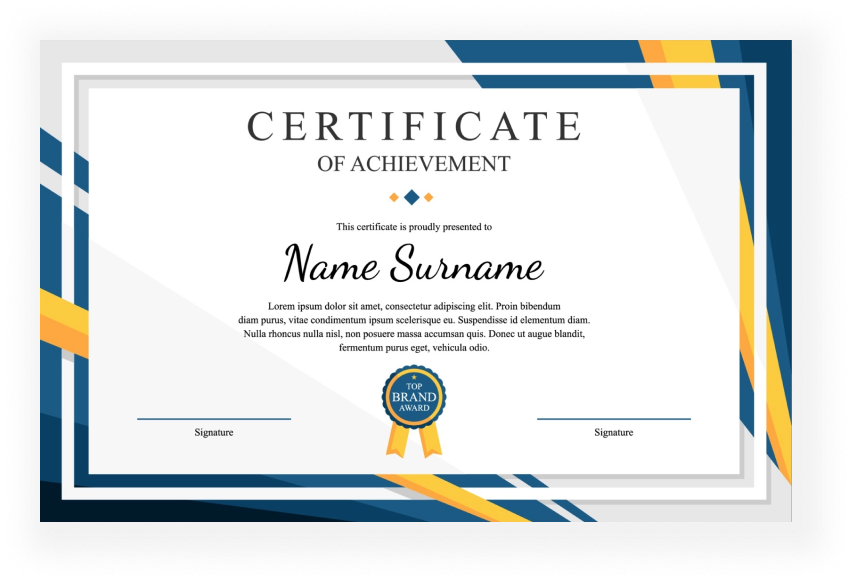 CERTIFICATE
OF ACHIEVEMENT
This certificate is proudly presented to
Name Surname
Lorem ipsum dolor sit amet, consectetur adipiscing elit. Proin bibendum
diam purus, vitae condimentum ipsum scelerisque eu. Suspendisse id elementum diam.
Nulla rhoncus nulla nisl, non posuere massa accumsan quis. Donec ut augue blandit,
fermentum purus eget, vehicula odio.
TOP
BRAND
AWARD
Signature
Signature